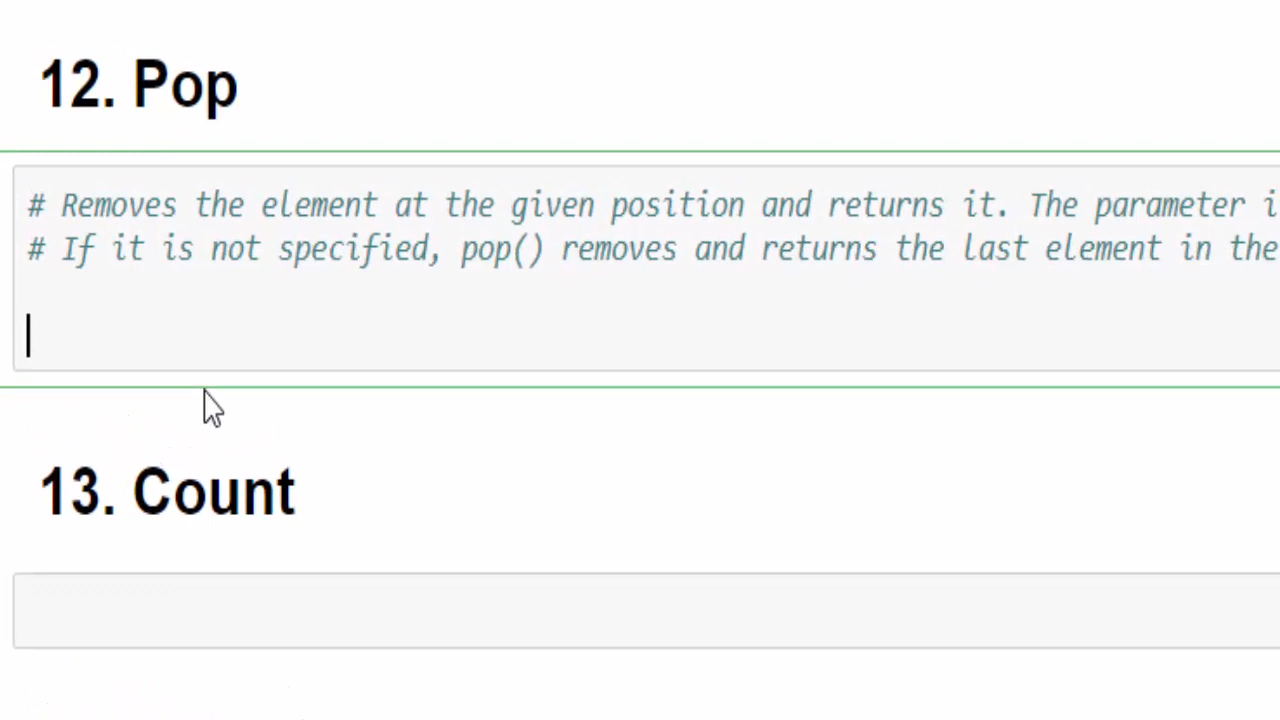 12. Pop
# Removes the element at the given position and returns it. The parameter i
# If it is not specified, pop() removes and returns the last element in the
13. Count